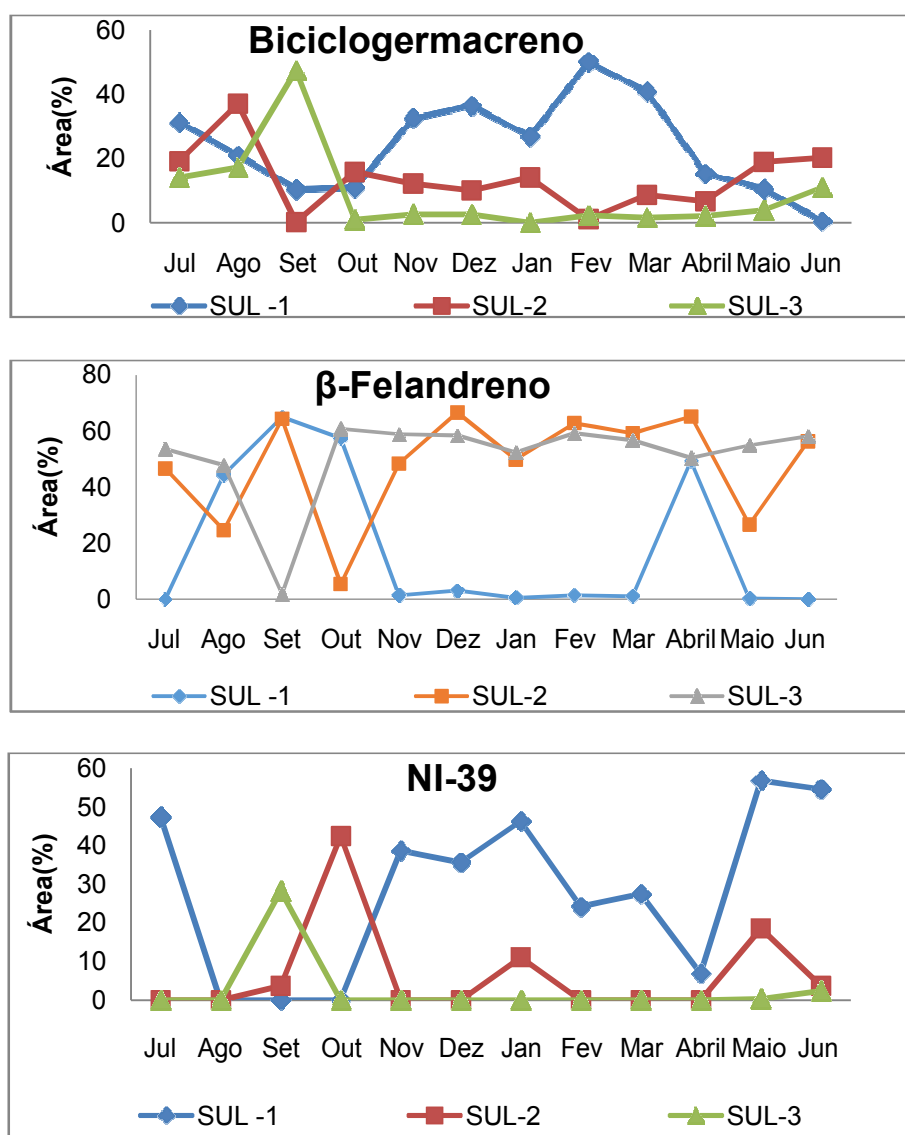 Biciclogermacreno
Área(%)
60
40
20
0
Jul Ago Set Out Nov Dez Jan Fev Mar Abril Maio Jun
SUL -1 SUL-2 SUL-3
β-Felandreno
Área(%)
80
60
40
20
0
Jul Ago Set Out Nov Dez Jan Fev Mar Abril Maio Jun
SUL -1 SUL-2 SUL-3
NI-39
Área(%)
60
50
40
30
20
10
0
Jul Ago Set Out Nov Dez Jan Fev Mar Abril Maio Jun
SUL -1 SUL-2 SUL-3